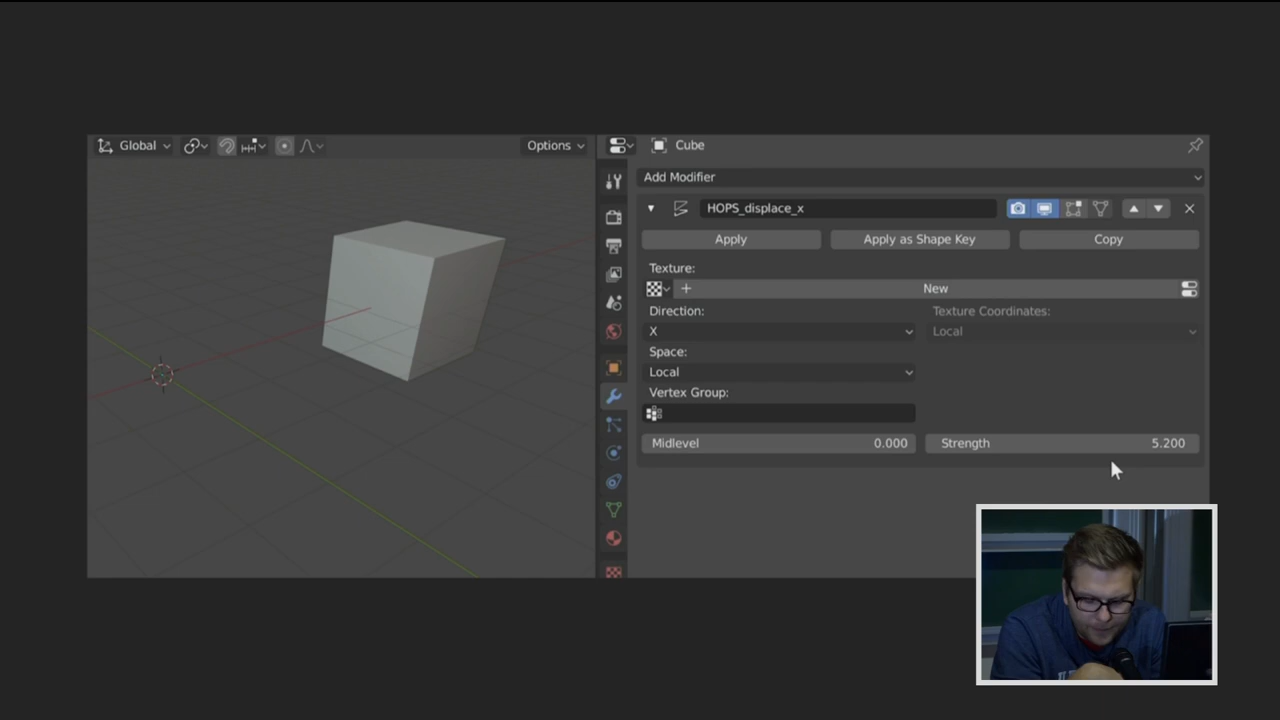 Global
Options
Cube
Add Modifier
HOPS_displace_x
Apply
Apply as Shape Key
Copy
Texture:
New
Direction:
Texture Coordinates:
X
Local
Space:
Local
Vertex Group:
Midlevel 0.000
Strength 5.200